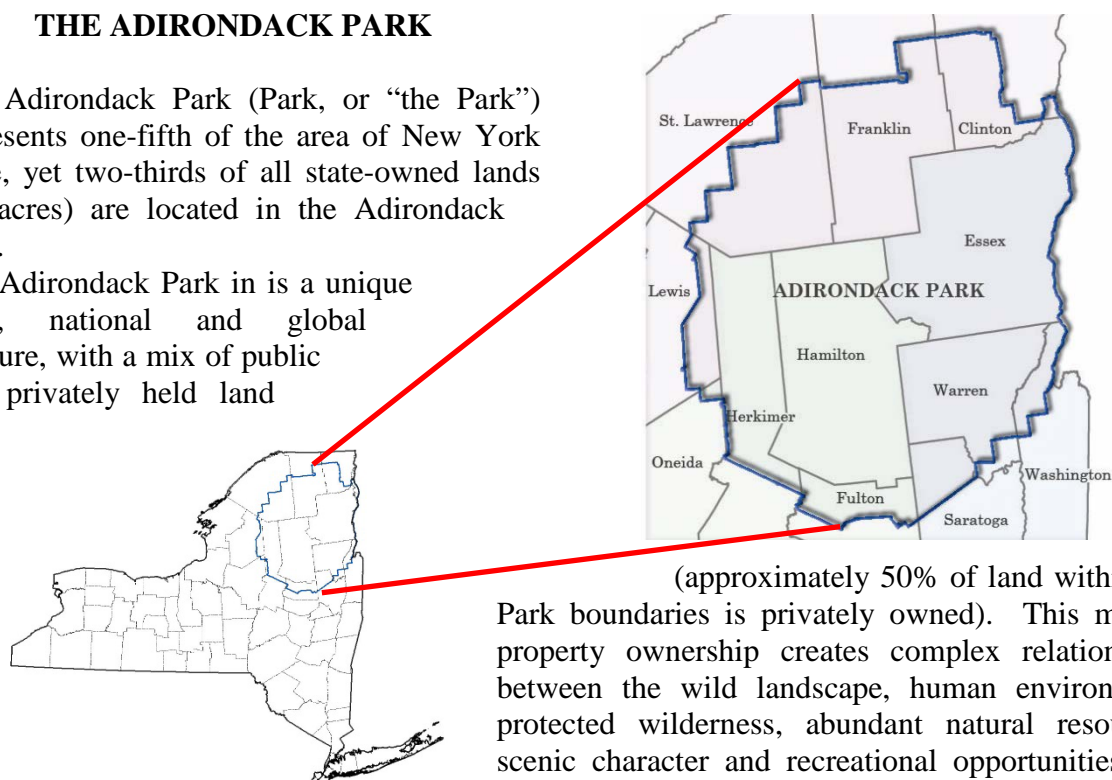 THE ADIRONDACK PARK
Adirondack Park (Park, or “the Park”)
esents one-fifth of the area of New York
, yet two-thirds of all state-owned lands
acres) are located in the Adirondack
.
Adirondack Park in is a unique
, national and global
ure, with a mix of public
privately held land
(approximately 50% of land with
Park boundaries is privately owned). This m
property ownership creates complex relation
between the wild landscape, human environ
protected wilderness, abundant natural reso
scenic character and recreational opportunities
St. Lawrence
Franklin
Clinton
Essex
Lewis
ADIRONDACK PARK
Hamilton
Warren
Herkimer
Oneida
Washington
Fulton
Saratoga